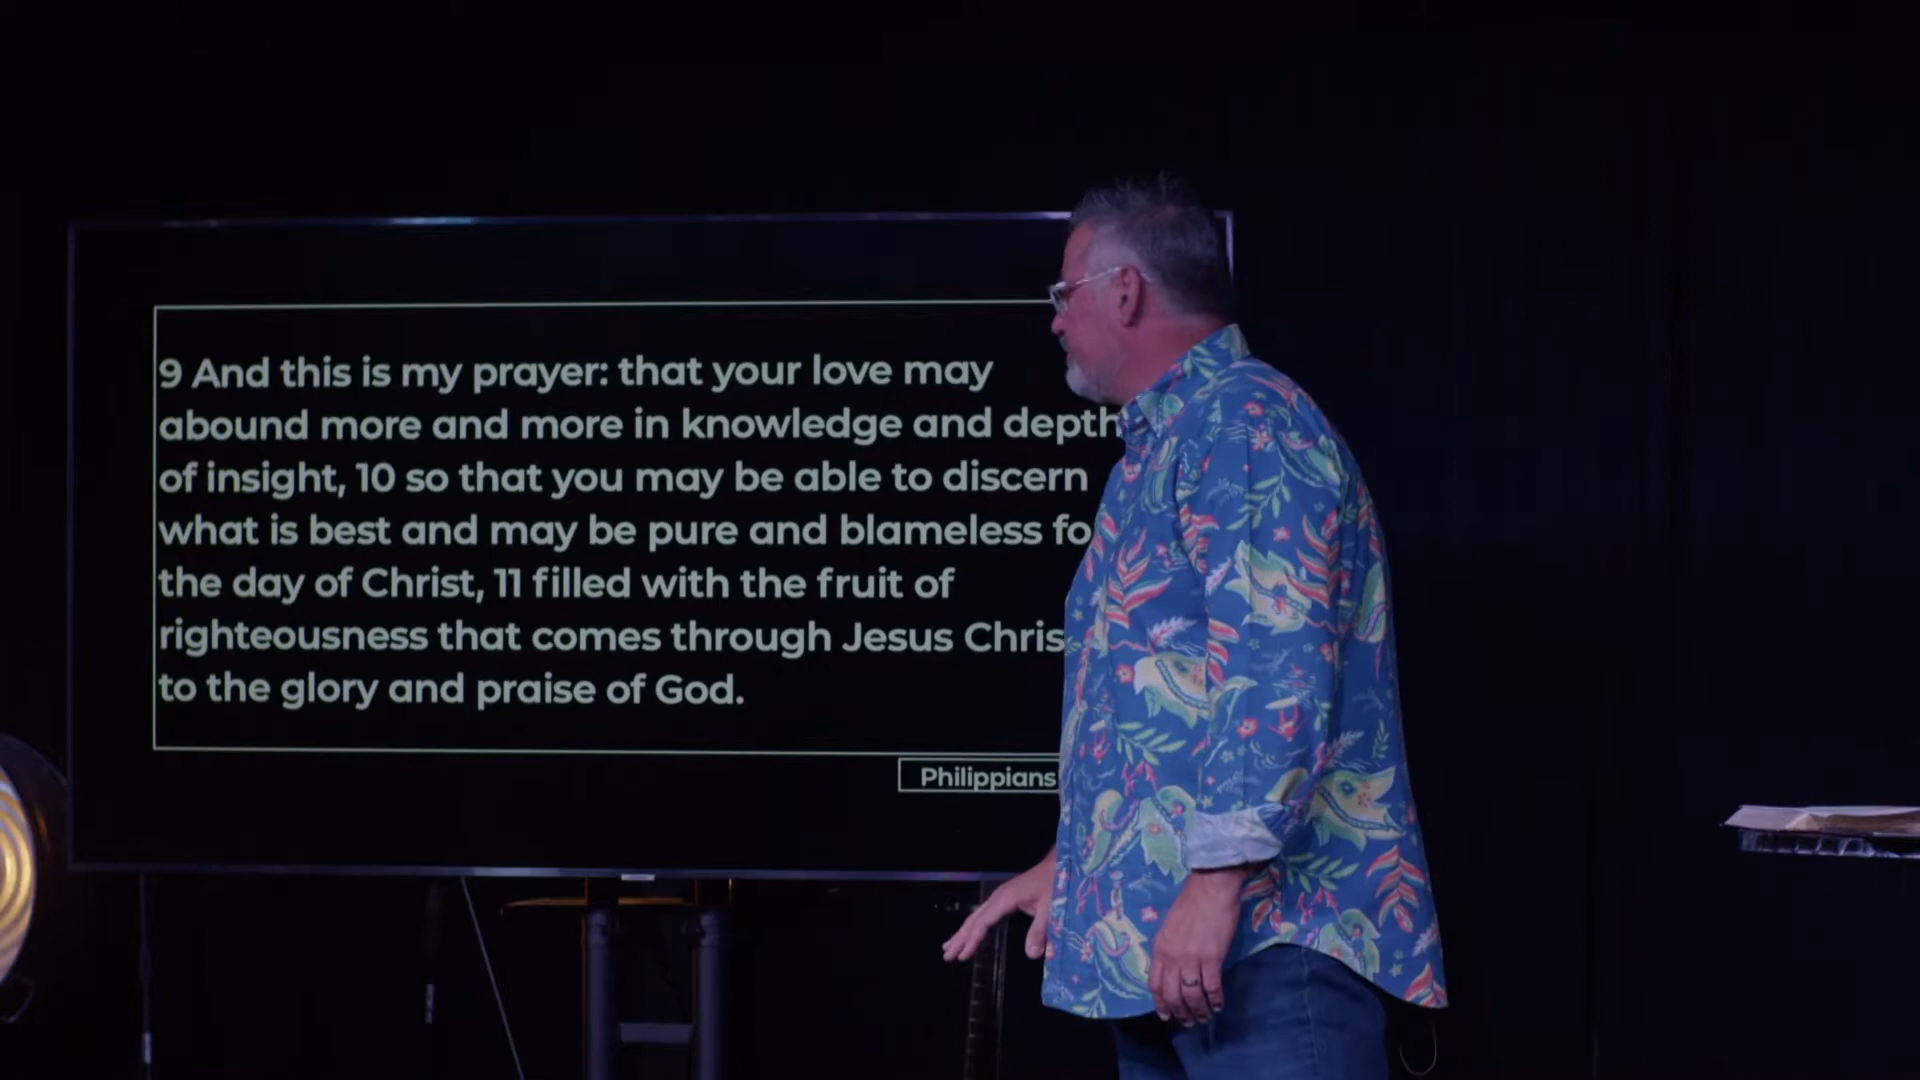 9 And this is my prayer: that your love may
abound more and more in knowledge and depth
of insight, 10 so that you may be able to discern
what is best and may be pure and blameless fo
the day of Christ, 11 filled with the fruit of
righteousness that comes through Jesus Chris
to the glory and praise of God.
Philippians